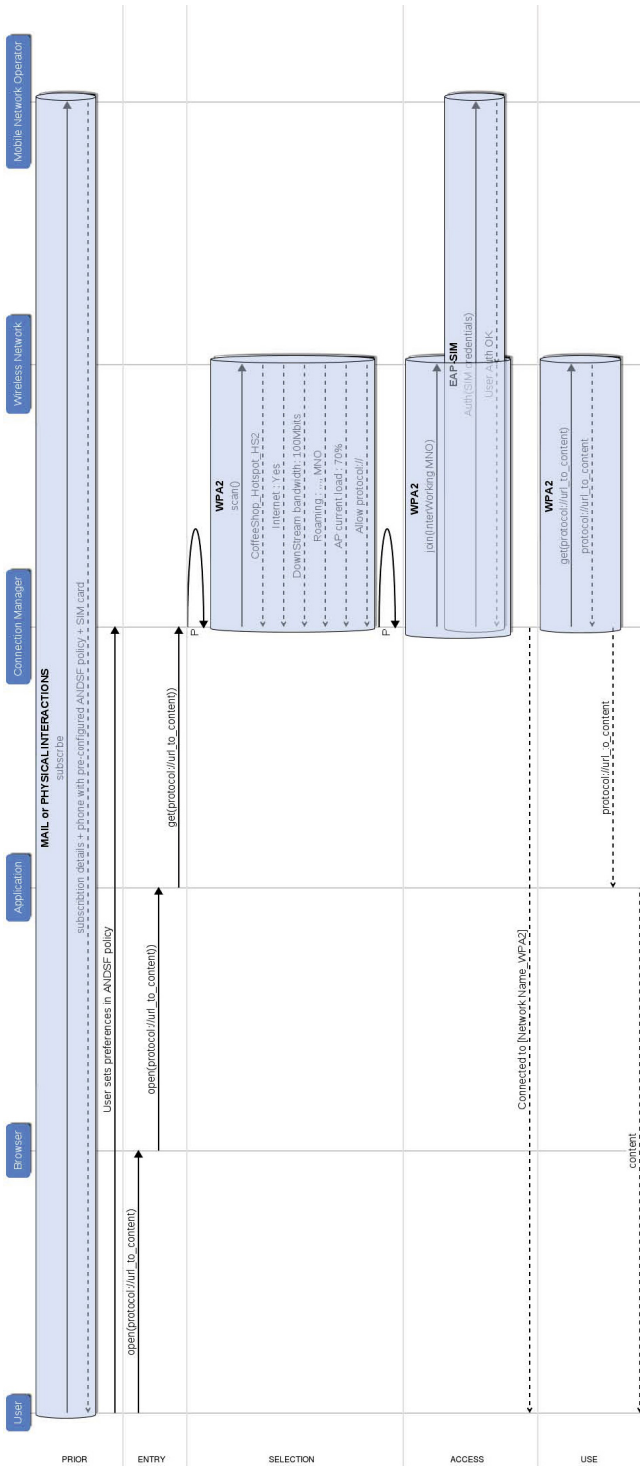 User
Browser
Application
Connection Manager
Wireless Network
Mobile Network Operator
PRIOR
MAIL or PHYSICAL INTERACTIONS
subscribe
subscribtion details + phone with pre-configured ANDSF policy + SIM card
User sets preferences in ANDSF policy
ENTRY
open(protocol://url_to_content)
open(protocol://url_to_content))
get(protocol://url_to_content))
SELECTION
P
WPA2
scan()
CoffeeShop_Hotspot_HS2
Internet : Yes
DownStream bandwidth: 100Mbits
Roaming : ..., MNO
AP current load : 70%
Allow protocol://
P
ACCESS
WPA2
join(InterWorking MNO)
EAP-SIM
Auth(SIM credentials)
User Auth OK
Connected to [Network Name_WPA2]
USE
WPA2
get(protocol://url_to_content)
protocol://url_to_content
protocol://url_to_content
content